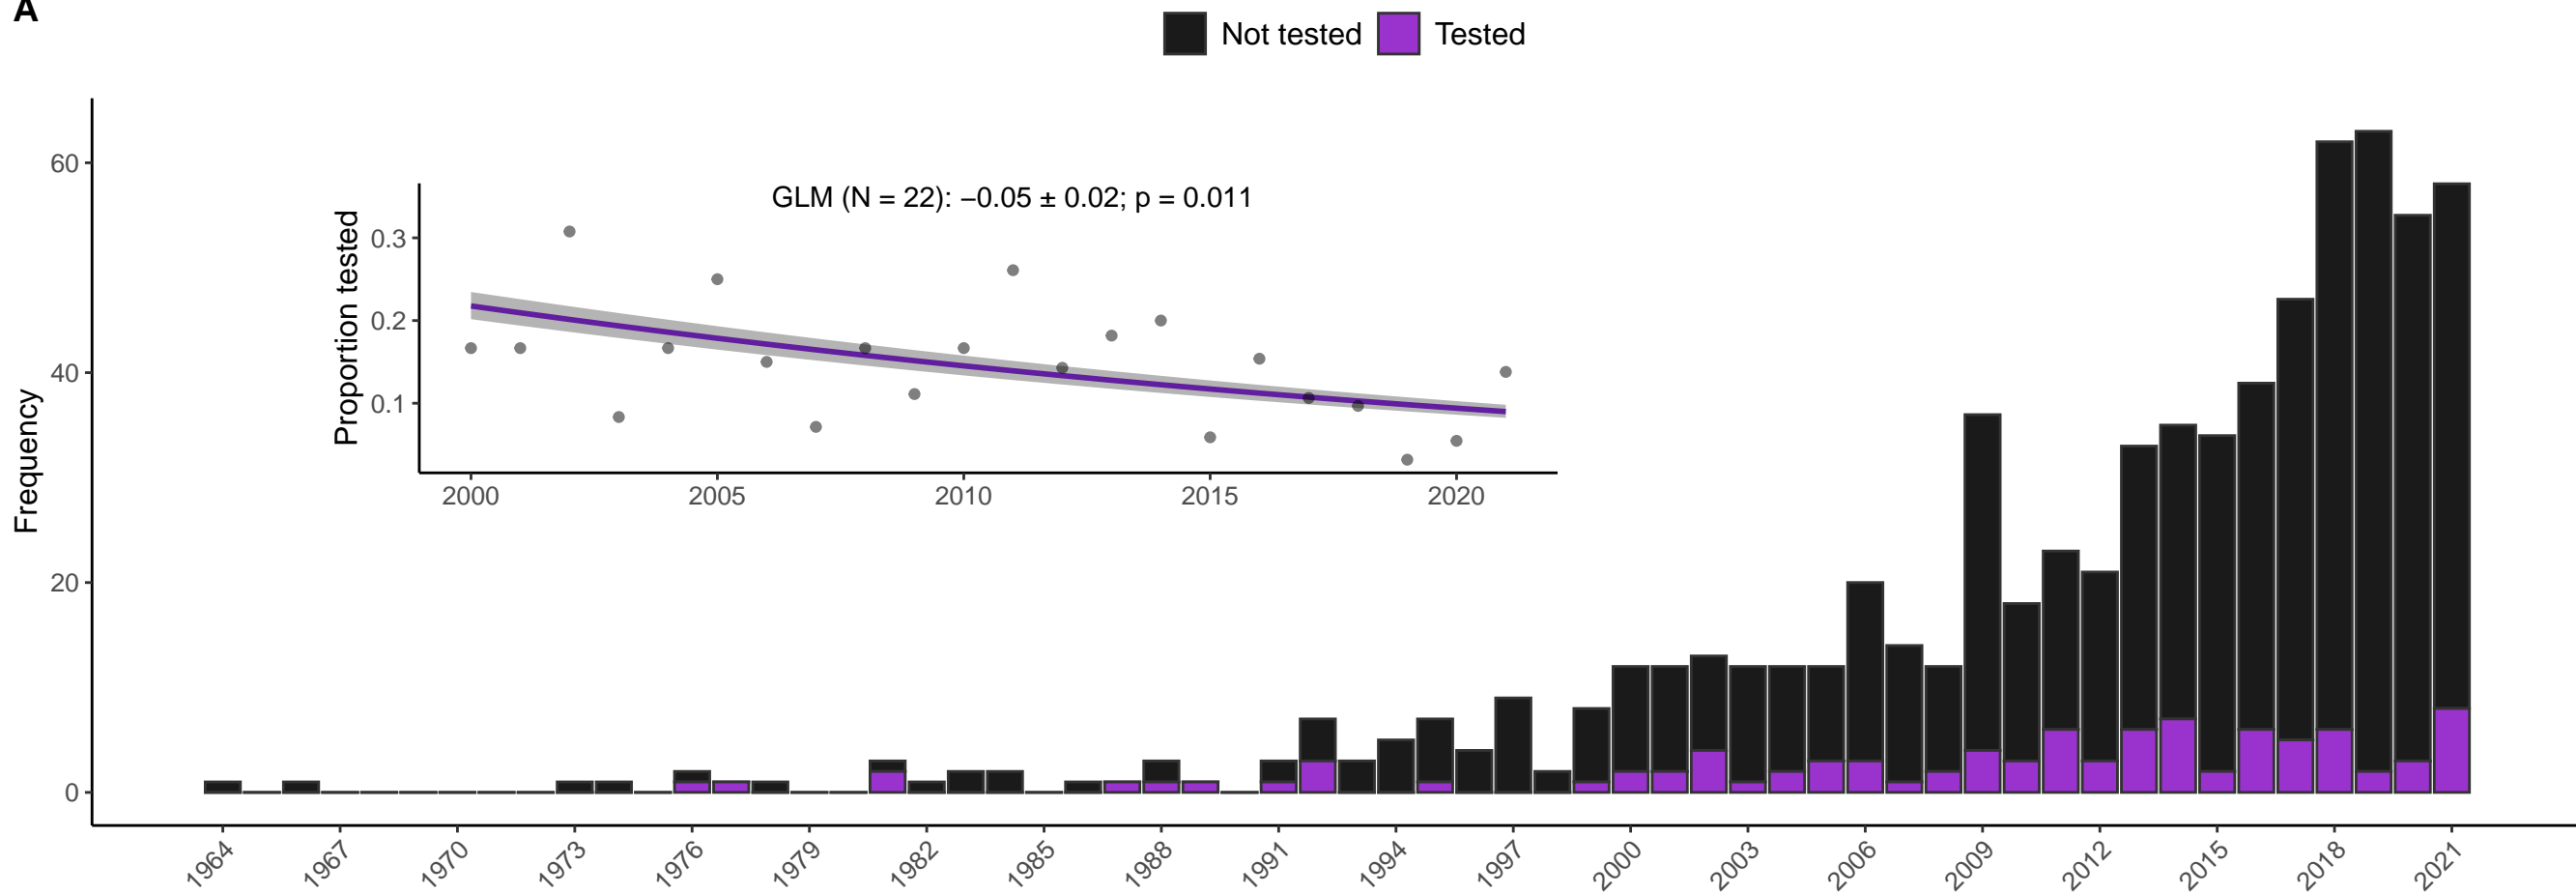 A
Not tested Tested
Frequency
60
40
20
0
GLM (N = 22): −0.05 ± 0.02; p = 0.011
Proportion tested
0.3
0.2
0.1
2000 2005 2010 2015 2020
1964 1967 1970 1973 1976 1979 1982 1985 1988 1991 1994 1997 2000 2003 2006 2009 2012 2015 2018 2021